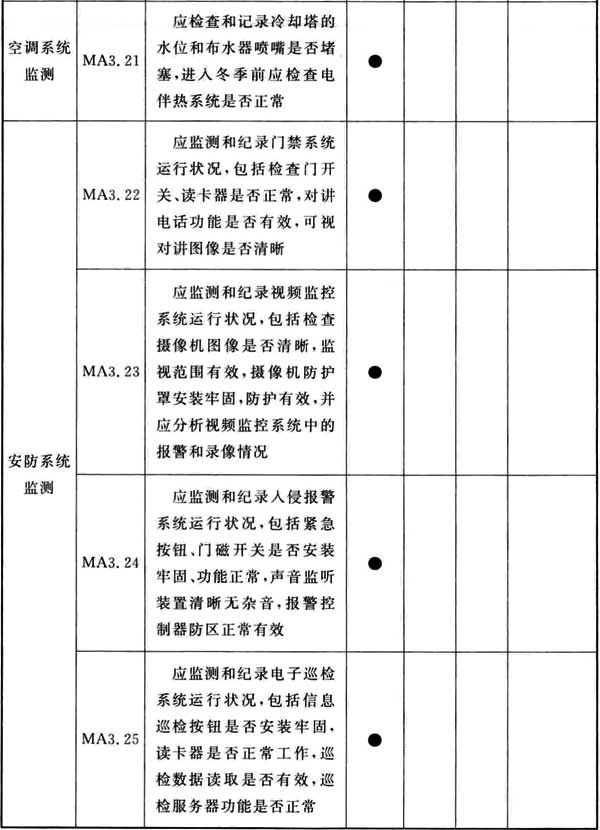 空调系统
监测
MA3.21
应检查和记录冷却塔的
水位和布水器喷嘴是否堵
塞,进入冬季前应检查电
伴热系统是否正常
●
安防系统
监测
MA3.22
应监测和纪录门禁系统
运行状况,包括检查门开
关、读卡器是否正常,对讲
电话功能是否有效,可视
对讲图像是否清晰
●
MA3.23
应监测和纪录视频监控
系统运行状况,包括检查
摄像机图像是否清晰,监
视范围有效,摄像机防护
罩安装牢固,防护有效,并
应分析视频监控系统中的
报警和录像情况
●
MA3.24
应监测和纪录入侵报警
系统运行状况,包括紧急
按钮、门磁开关是否安装
牢固、功能正常,声音监听
装置清晰无杂音,报警控
制器防区正常有效
●
MA3.25
应监测和纪录电子巡检
系统运行状况,包括信息
巡检按钮是否安装牢固,
读卡器是否正常工作,巡
检数据读取是否有效,巡
检服务器功能是否正常
●